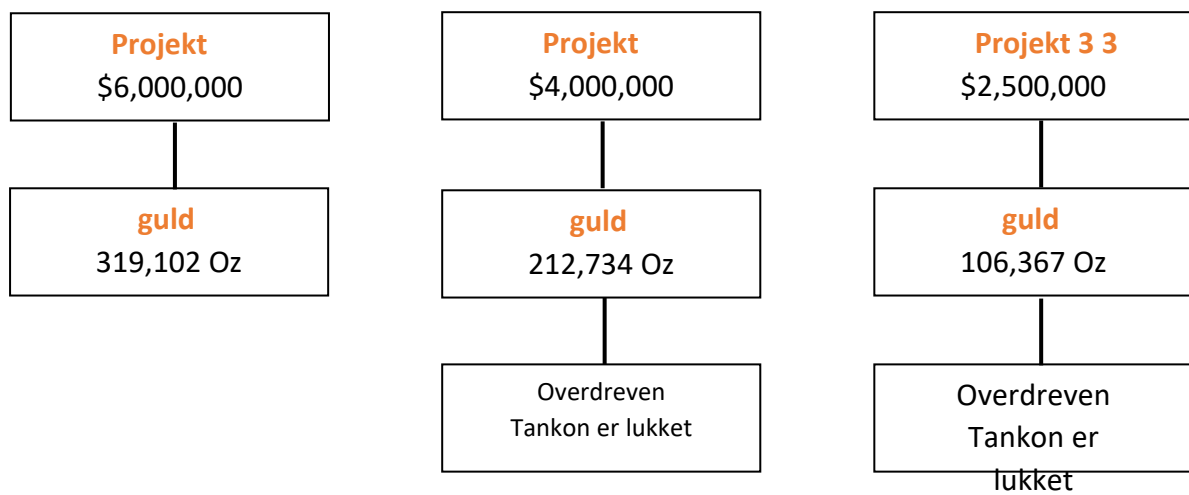 Projekt
$6,000,000
Projekt
$4,000,000
Projekt 3 3
$2,500,000
guld
319,102 Oz
guld
212,734 Oz
guld
106,367 Oz
Overdreven
Tankon er lukket
Overdreven
Tankon er
lukket